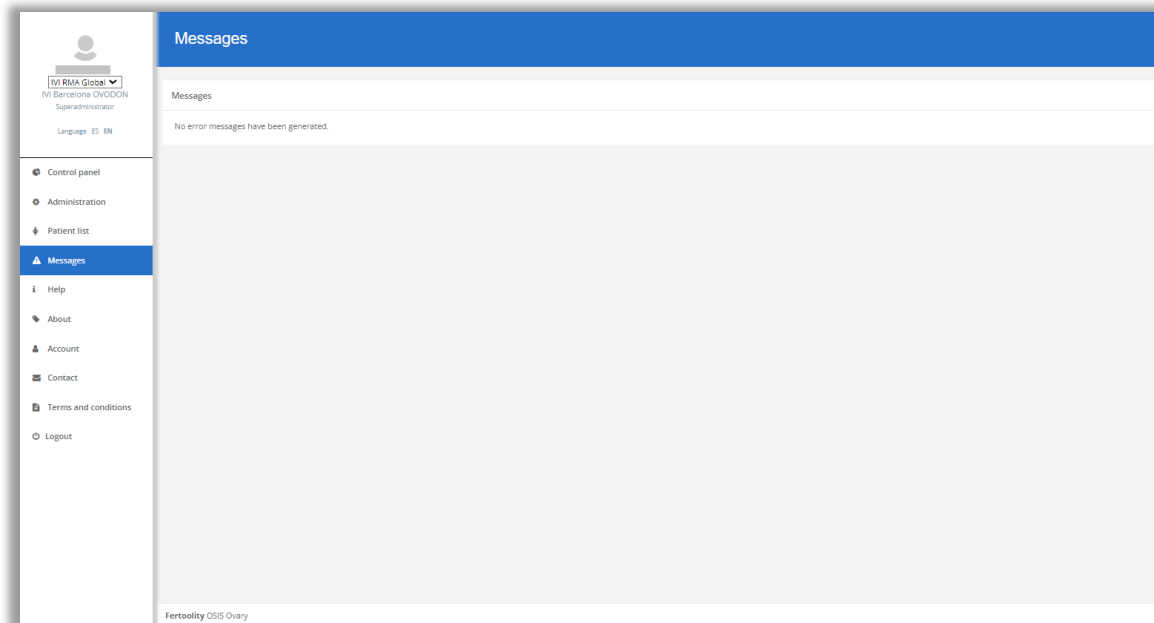 IVI RMA Global
IVI Barcelona OVODON
Superadministrator
Language ES EN
Control panel
Administration
Patient list
Messages
Help
About
Account
Contact
Terms and conditions
Logout
Messages
Messages
No error messages have been generated.
Fertoolity OSIS Ovary